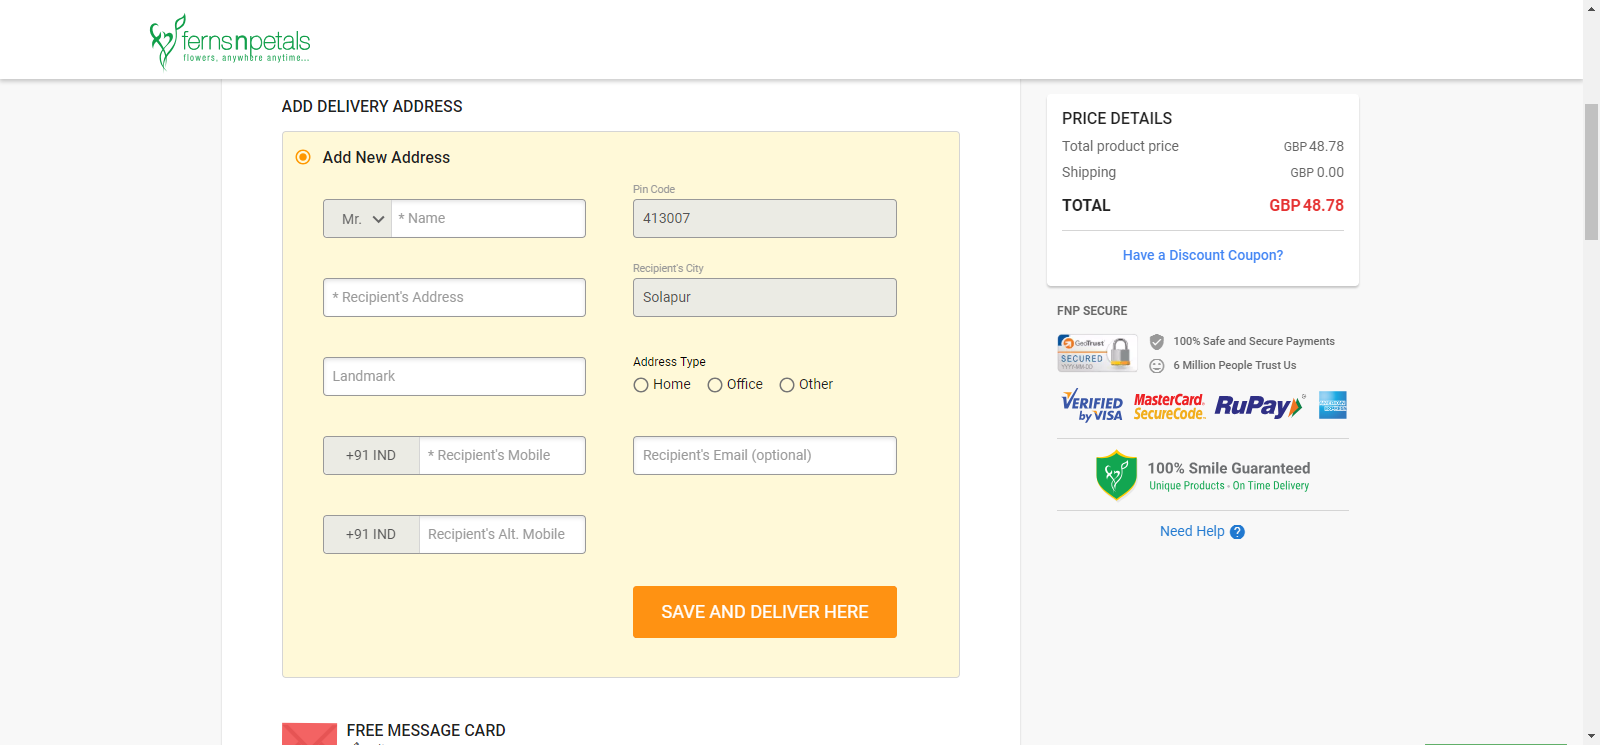 fernsnpetals
flowers, anywhere anytime...
ADD DELIVERY ADDRESS
Add New Address
Mr.
* Name
Pin Code
413007
* Recipient's Address
Recipient's City
Solapur
Landmark
Address Type
Home
Office
Other
+91 IND
* Recipient's Mobile
Recipient's Email (optional)
+91 IND
Recipient's Alt. Mobile
SAVE AND DELIVER HERE
FREE MESSAGE CARD
PRICE DETAILS
Total product price GBP 48.78
Shipping GBP 0.00
TOTAL GBP 48.78
Have a Discount Coupon?
FNP SECURE
GeoTrust
SECURED
YYYY-MM-DD
100% Safe and Secure Payments
6 Million People Trust Us
VERIFIED
by VISA
MasterCard
SecureCode
RuPay
100% Smile Guaranteed
Unique Products - On Time Delivery
Need Help ?